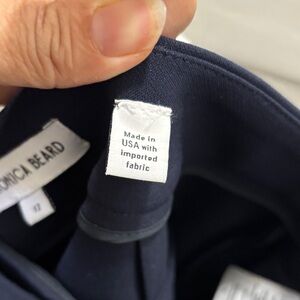 Made in
USA with
imported
fabric
ONICA BEARD